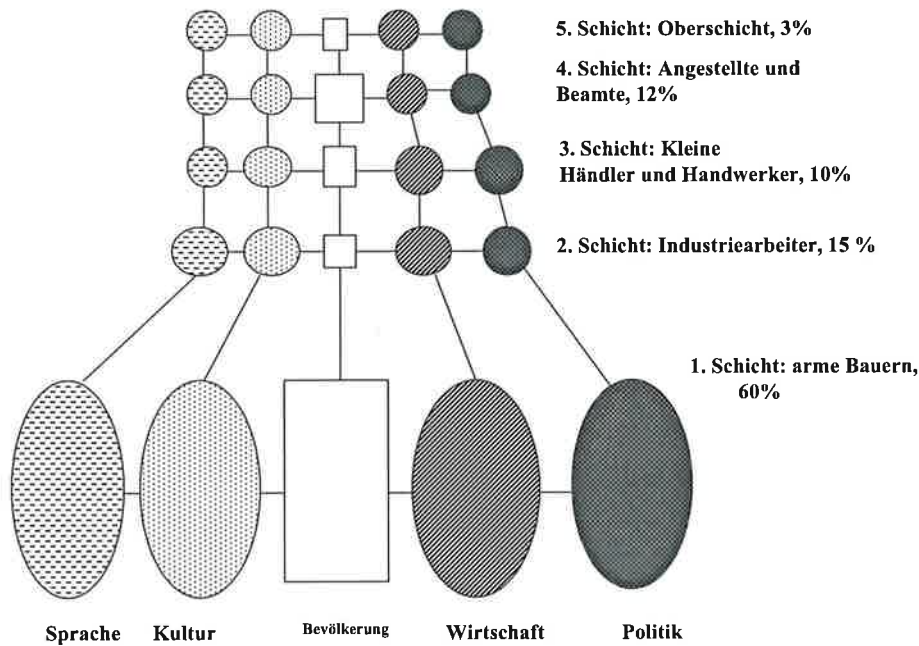 5. Schicht: Oberschicht, 3%
4. Schicht: Angestellte und
Beamte, 12%
3. Schicht: Kleine
Händler und Handwerker, 10%
2. Schicht: Industriearbeiter, 15 %
1. Schicht: arme Bauern,
60%
Sprache Kultur Bevölkerung Wirtschaft Politik